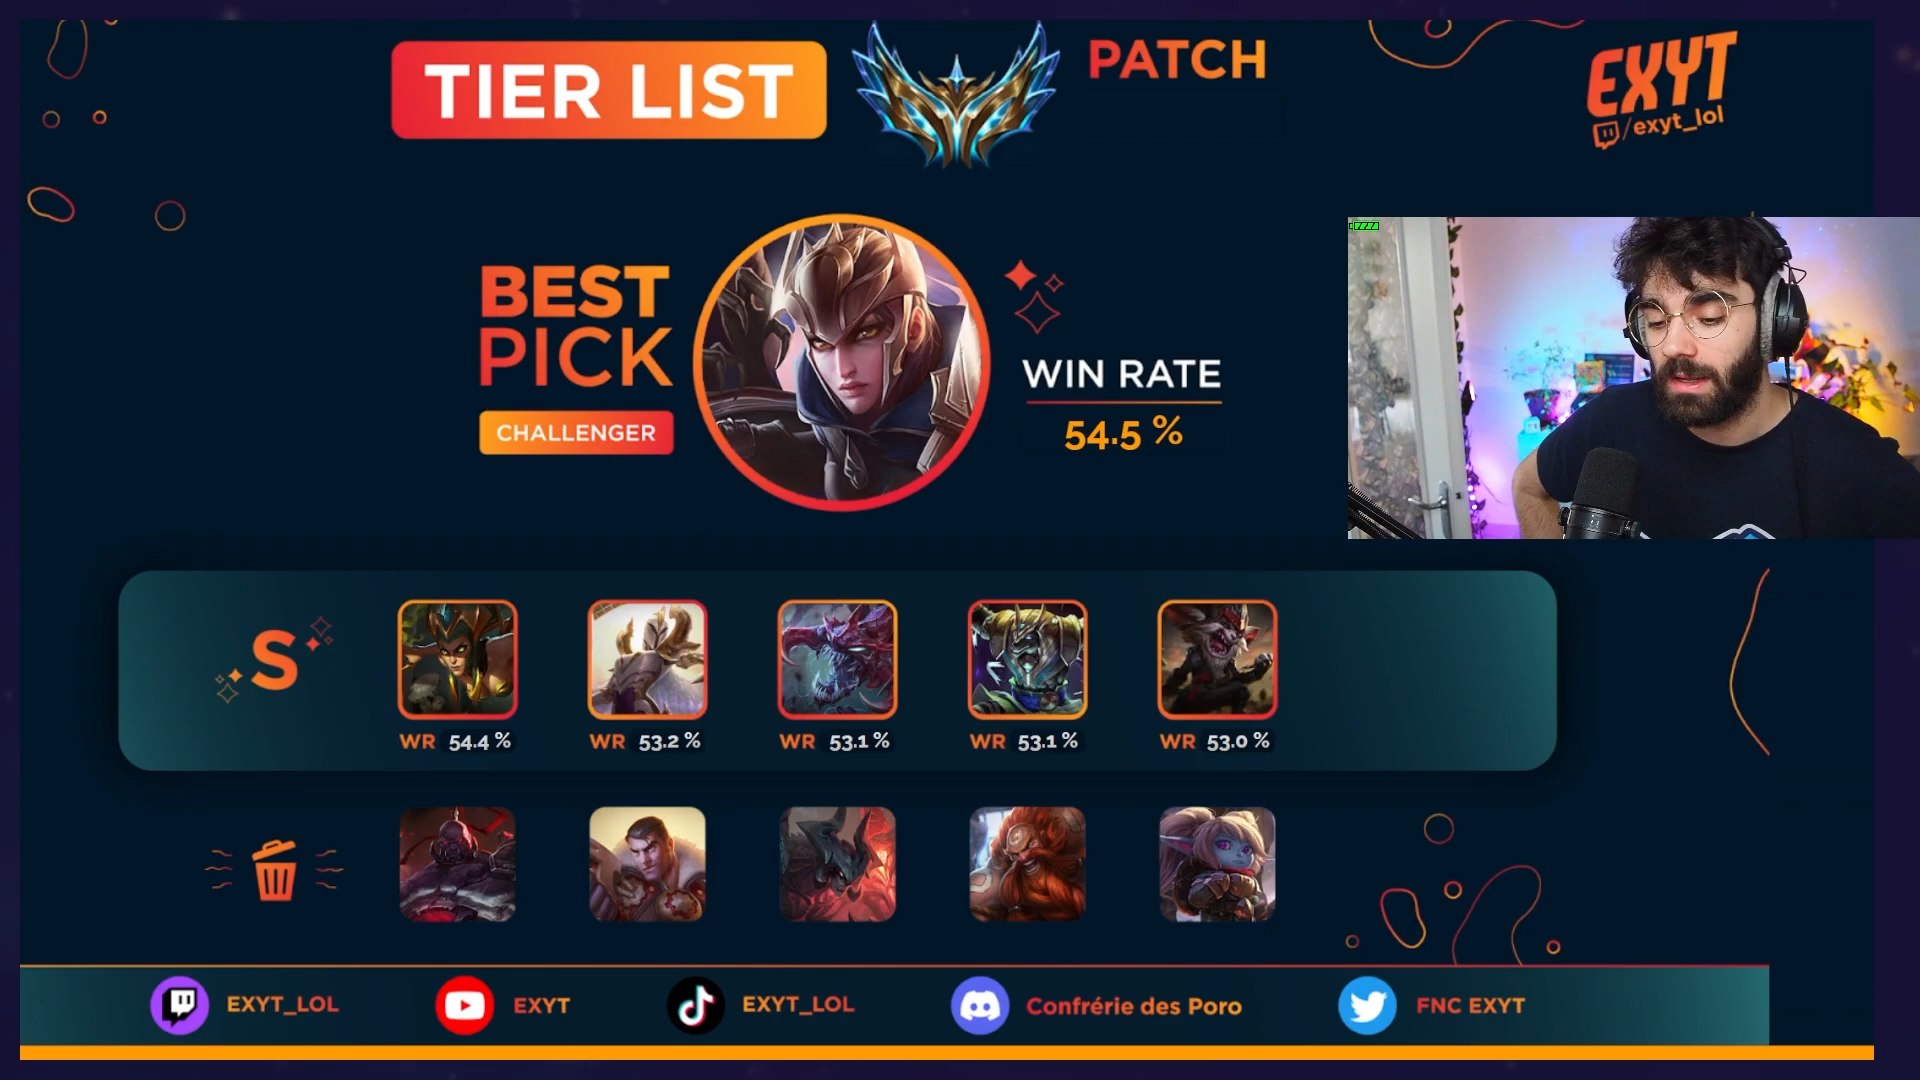 TIER LIST
PATCH
EXYT
/exyt_lol
BEST
PICK
CHALLENGER
WIN RATE
54.5 %
S
WR 54.4 %
WR 53.2 %
WR 53.1 %
WR 53.1 %
WR 53.0 %
EXYT_LOL
EXYT
EXYT_LOL
Confrérie des Poro
FNC EXYT